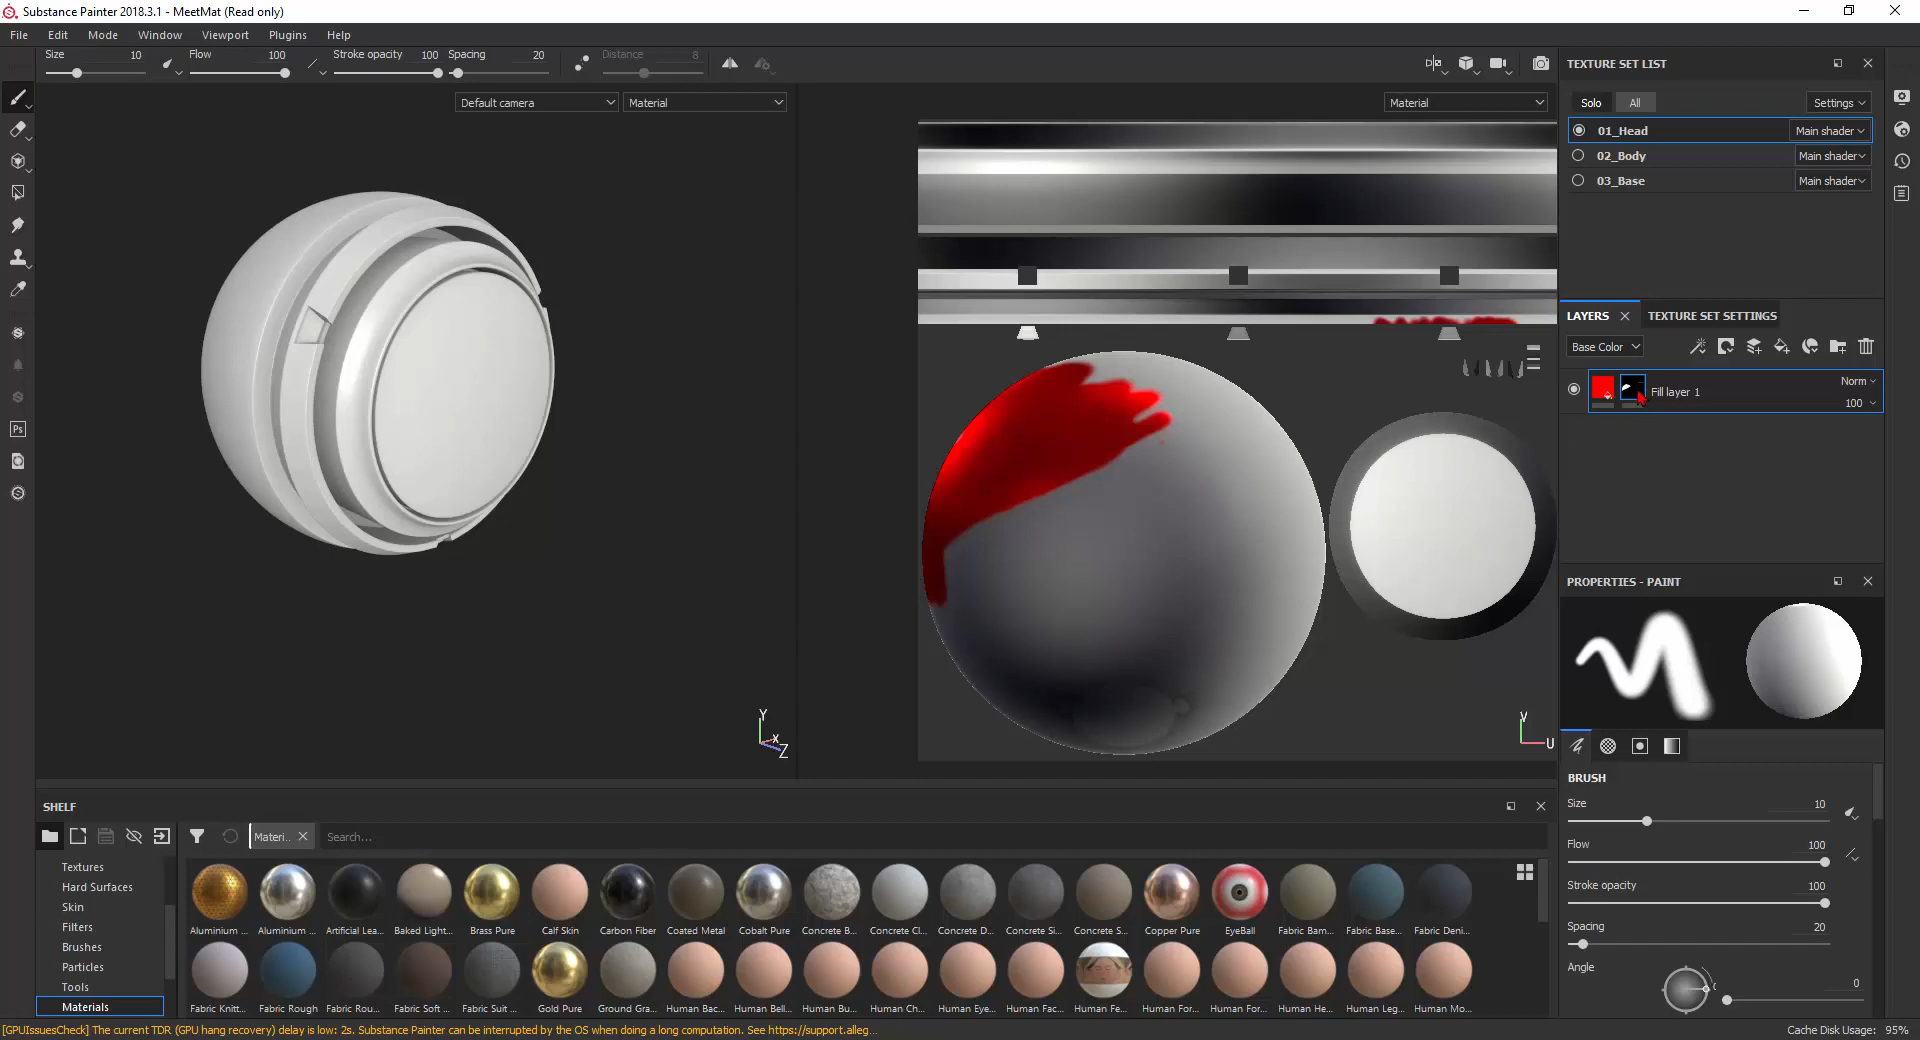 Substance Painter 2018.3.1 - MeetMat (Read only)
File Edit Mode Window Viewport Plugins Help
Size 10 Flow 100 Stroke opacity 100 Spacing 20 Distance 8
Default camera Material Material
TEXTURE SET LIST
Solo All Settings
01_Head Main shader
02_Body Main shader
03_Base Main shader
LAYERS TEXTURE SET SETTINGS
Base Color
Norm
Fill layer 1
100
Y
X
Z
V
U
PROPERTIES - PAINT
BRUSH
Size 10
Flow 100
Stroke opacity 100
Spacing 20
Angle 0
SHELF
Materi.. Search...
Textures
Hard Surfaces
Skin
Filters
Brushes
Particles
Tools
Materials
Ps
Aluminium ... Aluminium ... Artificial Lea... Baked Light... Brass Pure Calf Skin Carbon Fiber Coated Metal Cobalt Pure Concrete B... Concrete Cl... Concrete D... Concrete Si... Concrete S... Copper Pure EyeBall Fabric Bam... Fabric Base... Fabric Deni...
Fabric Knitt... Fabric Rough Fabric Rou... Fabric Soft ... Fabric Suit ... Gold Pure Ground Gra... Human Bac... Human Bell... Human Bu... Human Ch... Human Eye... Human Fac... Human Fe... Human For... Human For... Human He... Human Leg... Human Mo...
[GPUIssuesCheck] The current TDR (GPU hang recovery) delay is low: 2s. Substance Painter can be interrupted by the OS when doing a long computation. See https://support.alleg...
Cache Disk Usage: 95%